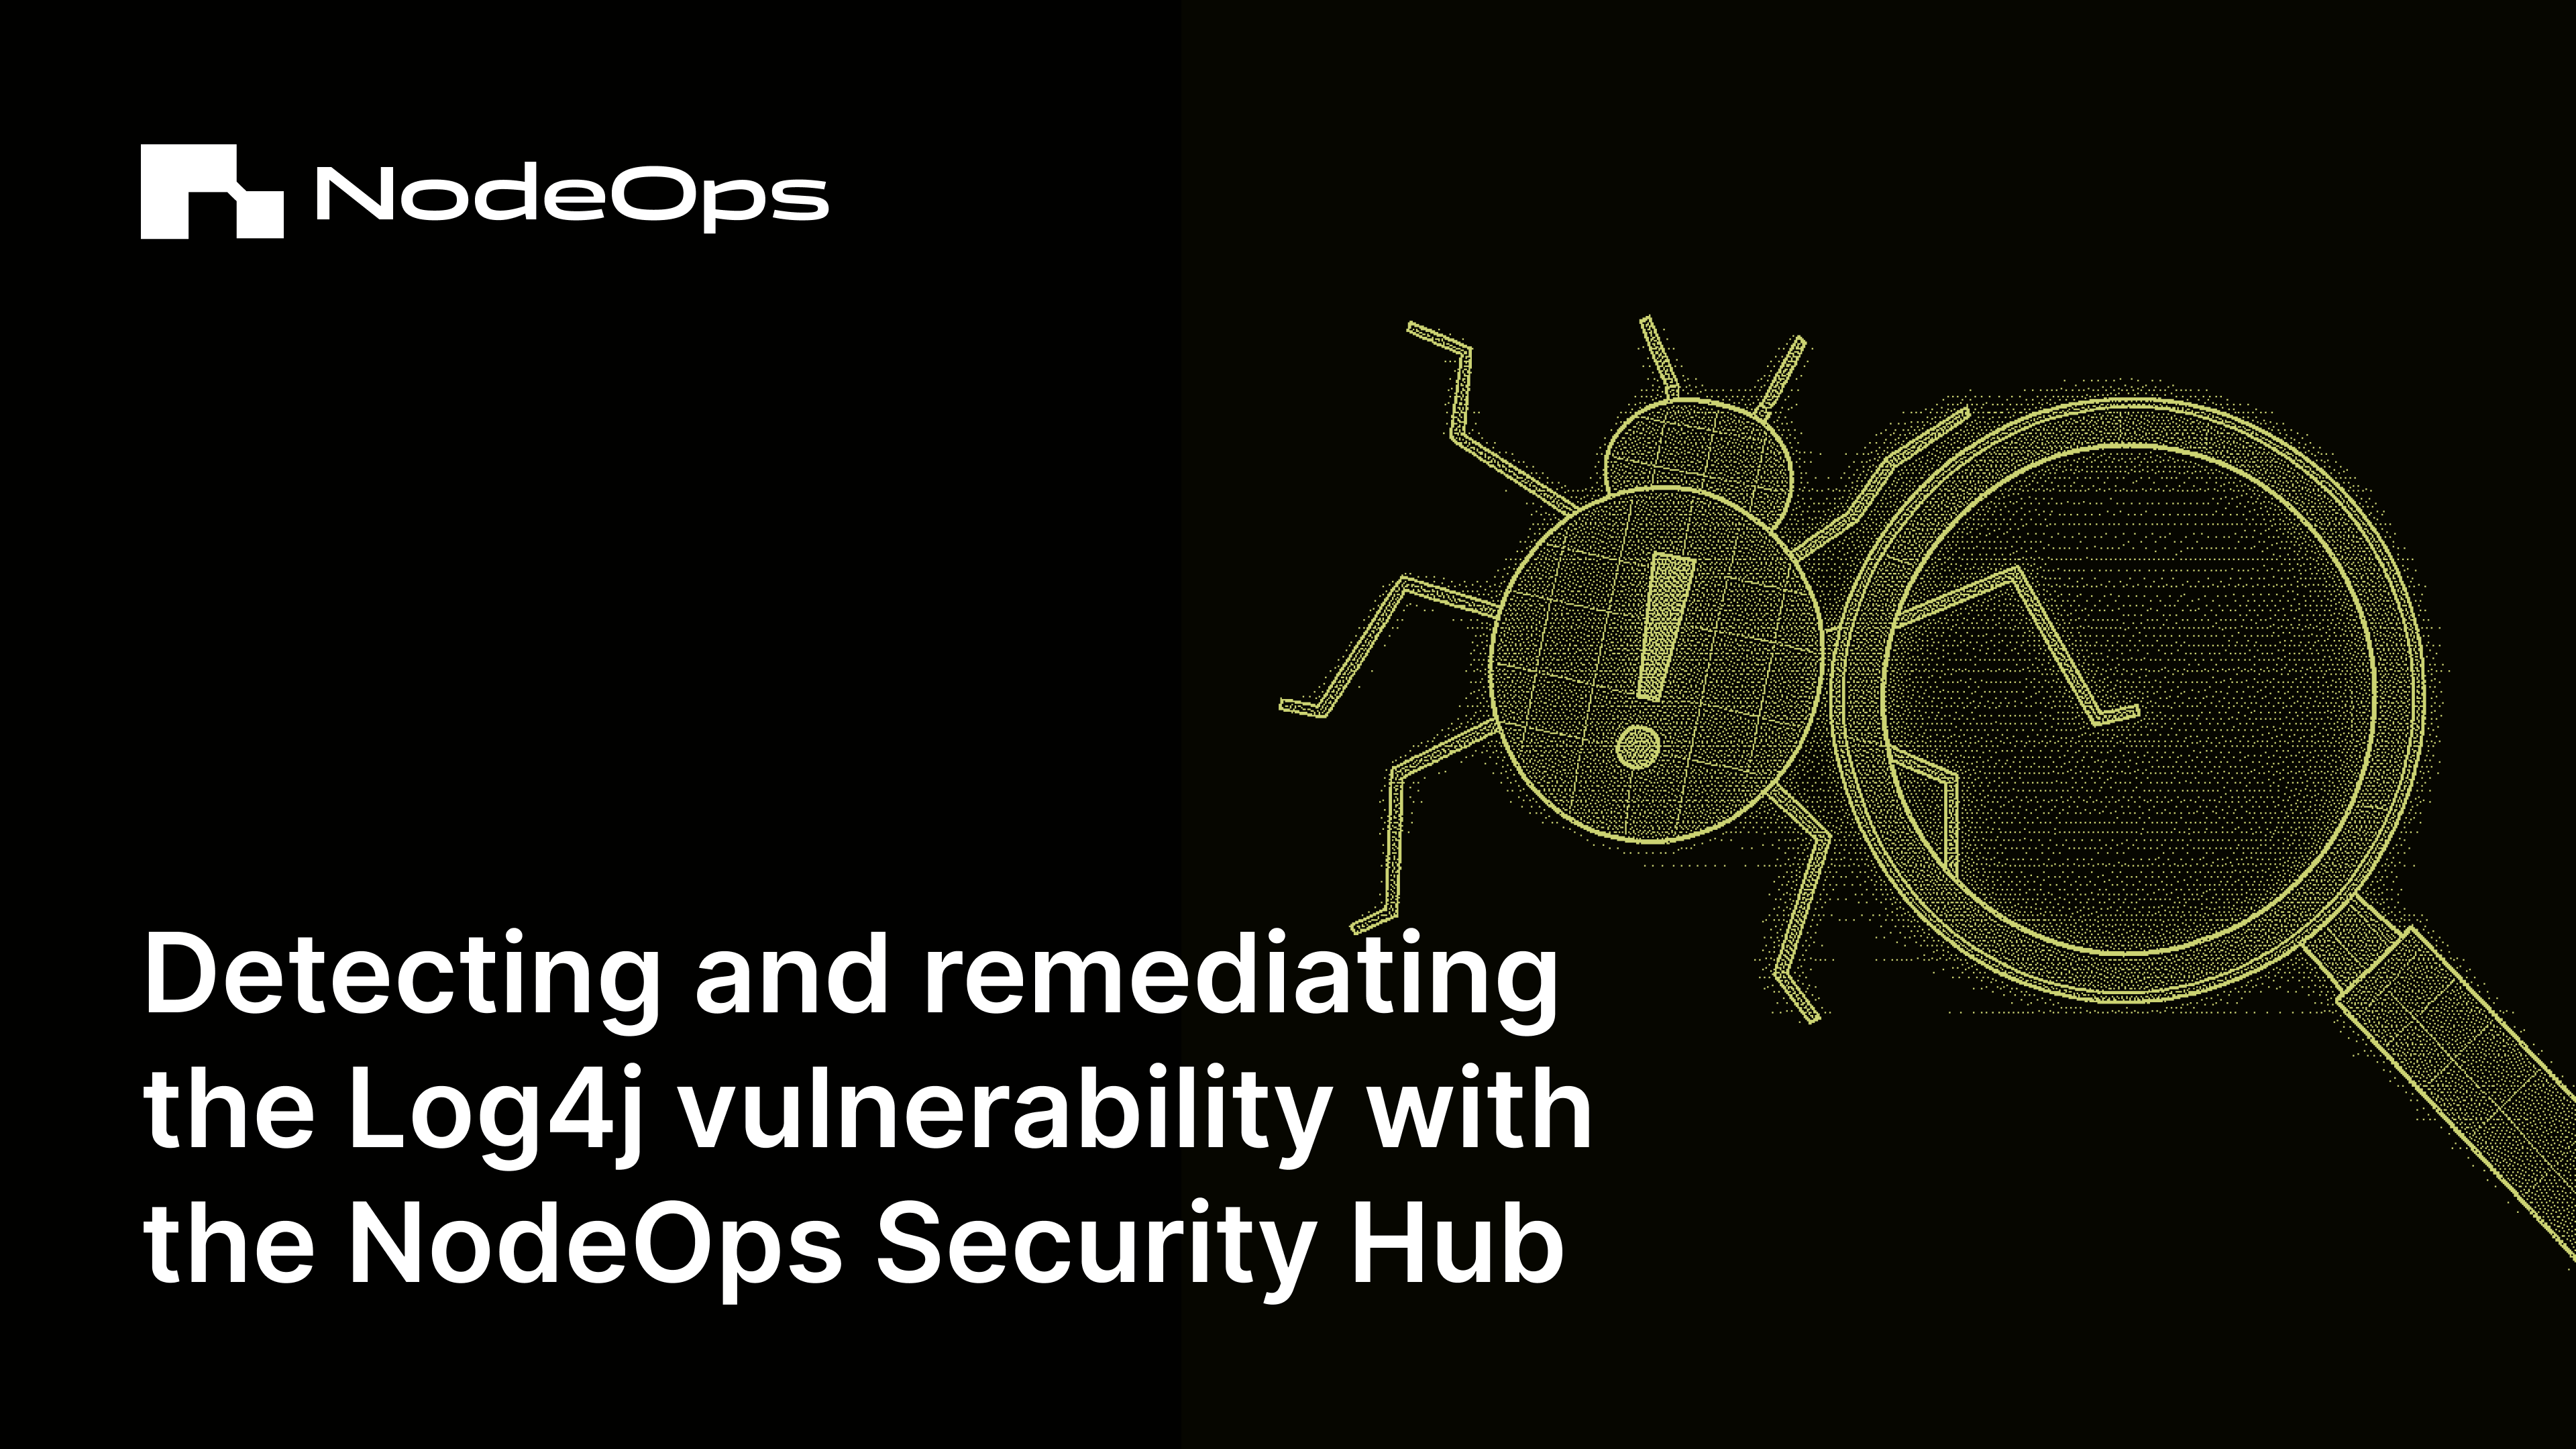 NodeOps
Detecting and remediating
the Log4j vulnerability with
the NodeOps Security Hub